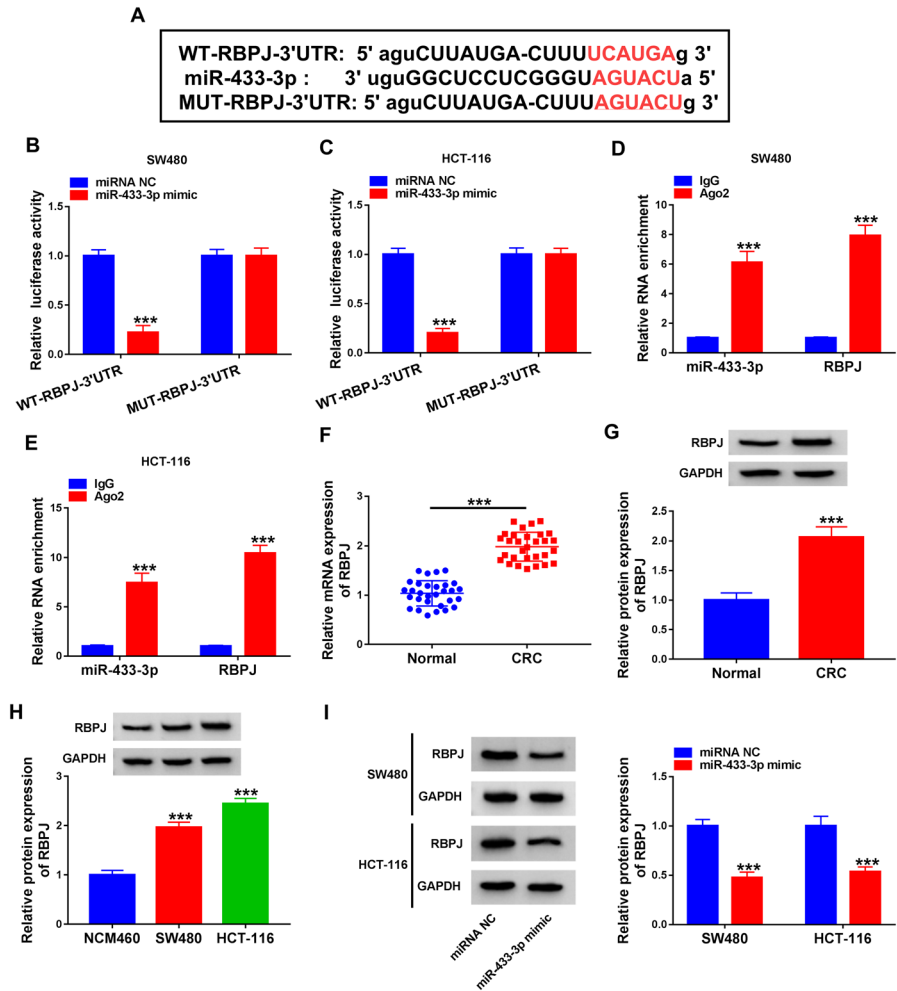 A
WT-RBPJ-3'UTR: 5' aguCUUAUGA-CUUUUCAUGAg 3'
miR-433-3p : 3' uguGGCUCCUCGGGUAGUACUa 5'
MUT-RBPJ-3'UTR: 5' aguCUUAUGA-CUUUAGUACUg 3'
B
SW480
miRNA NC
miR-433-3p mimic
Relative luciferase activity
1.5
1.0
0.5
0.0
***
WT-RBPJ-3'UTR
MUT-RBPJ-3'UTR
C
HCT-116
miRNA NC
miR-433-3p mimic
Relative luciferase activity
1.5
1.0
0.5
0.0
***
WT-RBPJ-3'UTR
MUT-RBPJ-3'UTR
D
SW480
IgG
Ago2
Relative RNA enrichment
10
8
6
4
2
0
***
***
miR-433-3p
RBPJ
E
HCT-116
IgG
Ago2
Relative RNA enrichment
15
10
5
0
***
***
miR-433-3p
RBPJ
F
Relative mRNA expression
of RBPJ
3
2
1
0
***
Normal
CRC
G
RBPJ
GAPDH
Relative protein expression
of RBPJ
2.5
2.0
1.5
1.0
0.5
0.0
***
Normal
CRC
H
RBPJ
GAPDH
Relative protein expression
of RBPJ
3
2
1
0
***
***
NCM460
SW480
HCT-116
I
SW480
RBPJ
GAPDH
HCT-116
RBPJ
GAPDH
miRNA NC
miR-433-3p mimic
miRNA NC
miR-433-3p mimic
Relative protein expression
of RBPJ
1.5
1.0
0.5
0.0
***
***
SW480
HCT-116